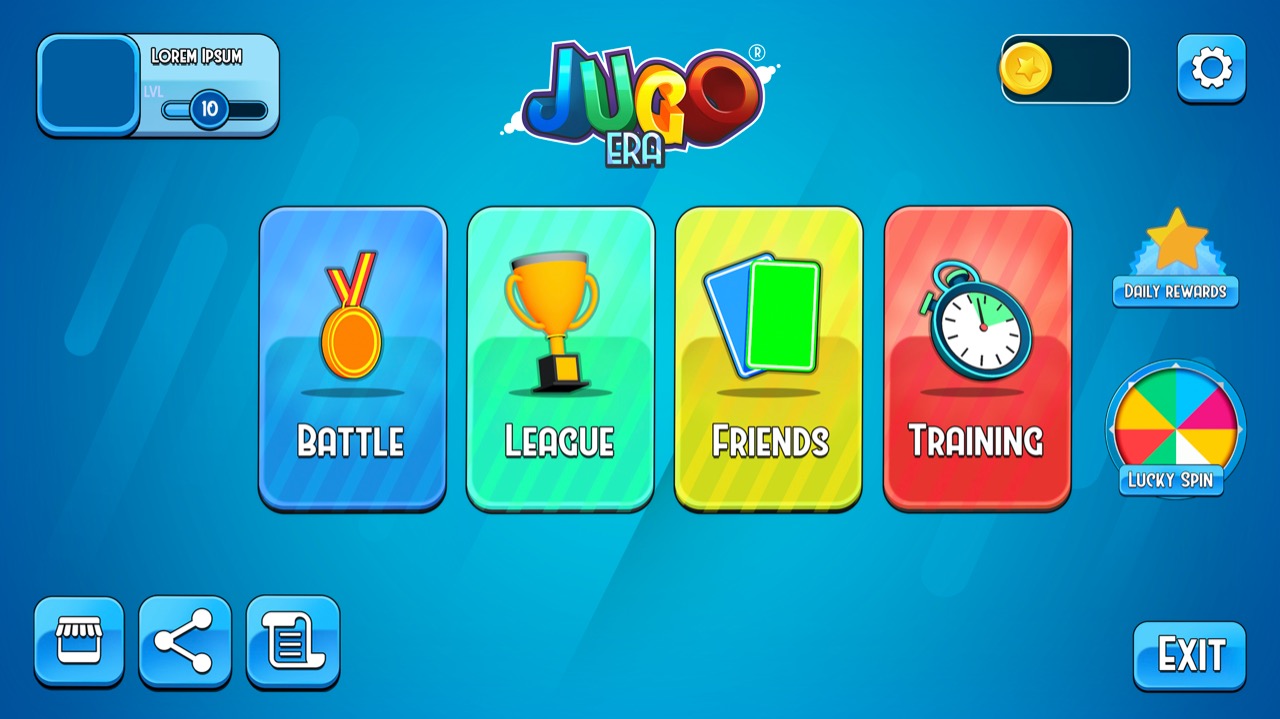 LOREM IPSUM
LVL
10
JUGO ®
ERA
BATTLE
LEAGUE
FRIENDS
TRAINING
DAILY REWARDS
LUCKY SPIN
EXIT